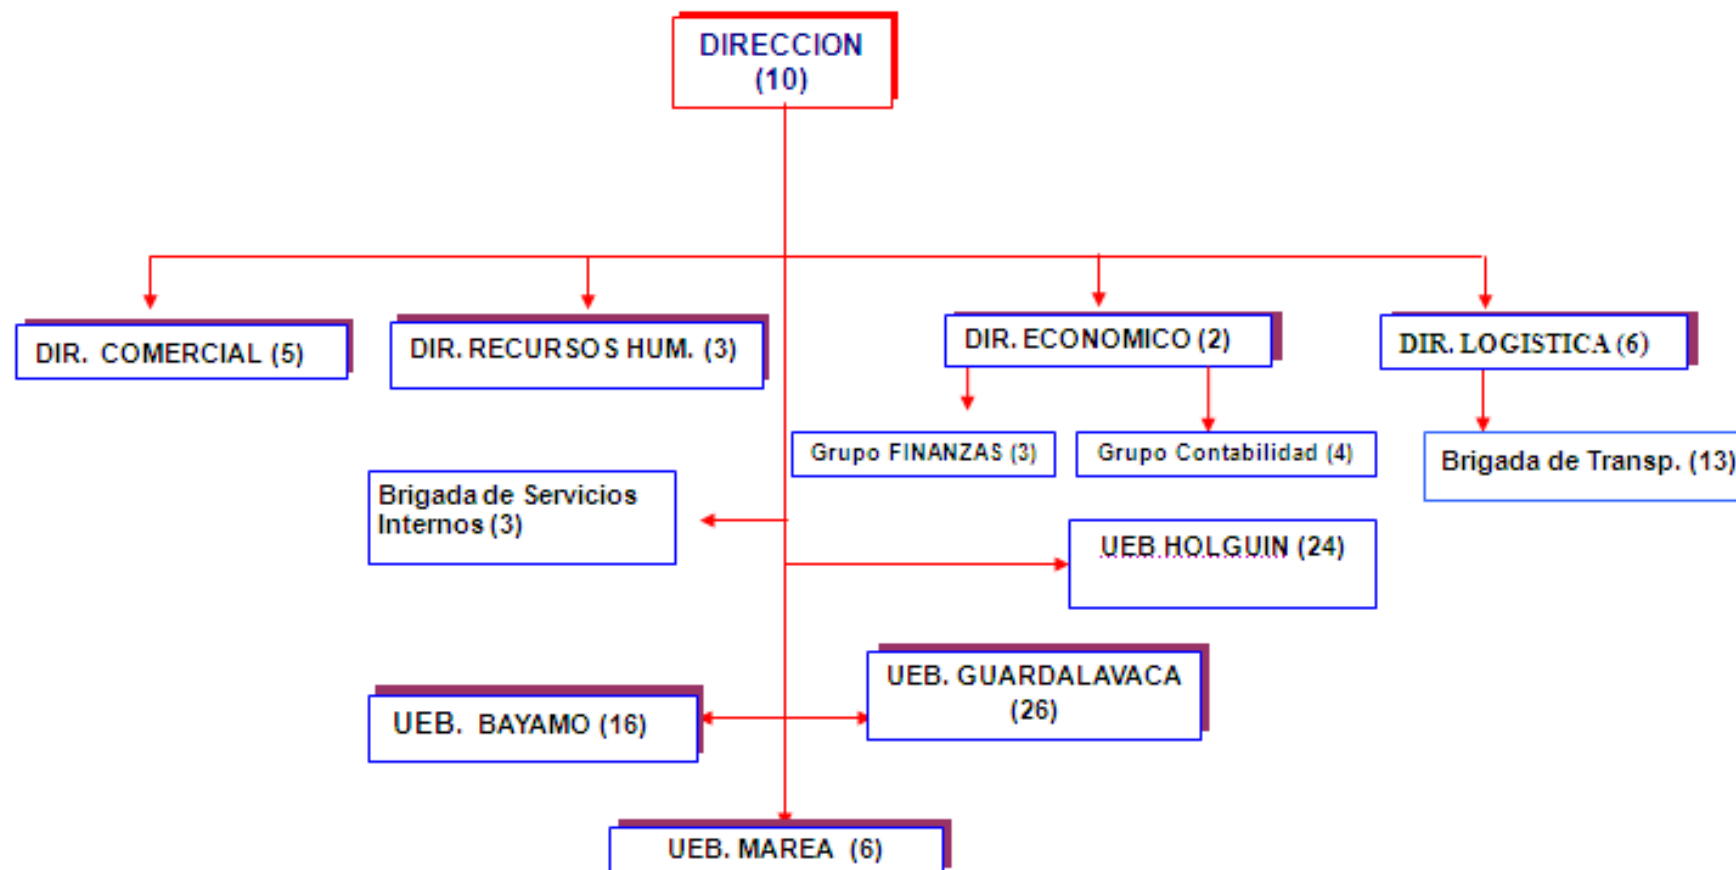 DIRECCION
(10)
DIR. COMERCIAL (5)
DIR. RECURSOS HUM. (3)
DIR. ECONOMICO (2)
DIR. LOGISTICA (6)
Grupo FINANZAS (3)
Grupo Contabilidad (4)
Brigada de Transp. (13)
Brigada de Servicios
Internos (3)
UEB HOLGUIN (24)
UEB. GUARDALAVACA
(26)
UEB. BAYAMO (16)
UEB. MAREA (6)